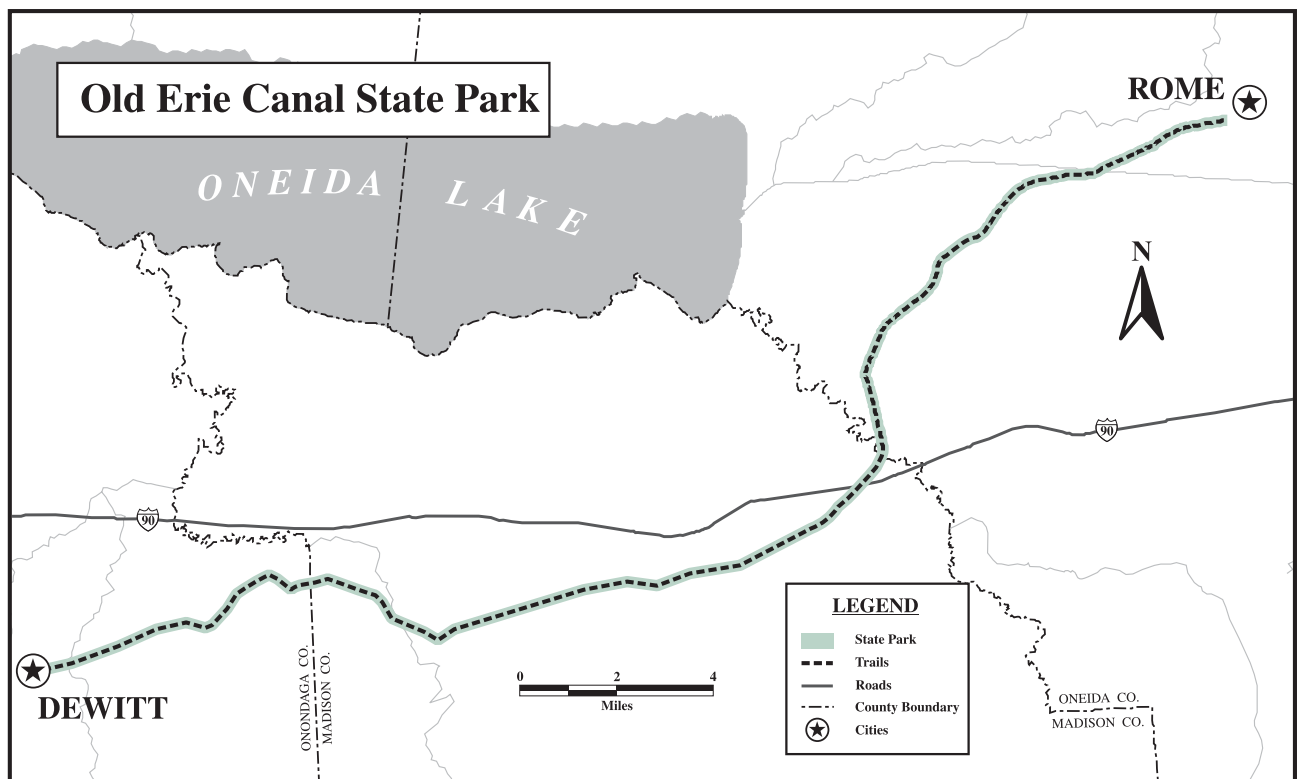 Old Erie Canal State Park
ROME
ONEIDA LAKE
N
90
90
DEWITT
ONONDAGA CO.
MADISON CO.
0 2 4
Miles
LEGEND
State Park
Trails
Roads
County Boundary
Cities
ONEIDA CO.
MADISON CO.